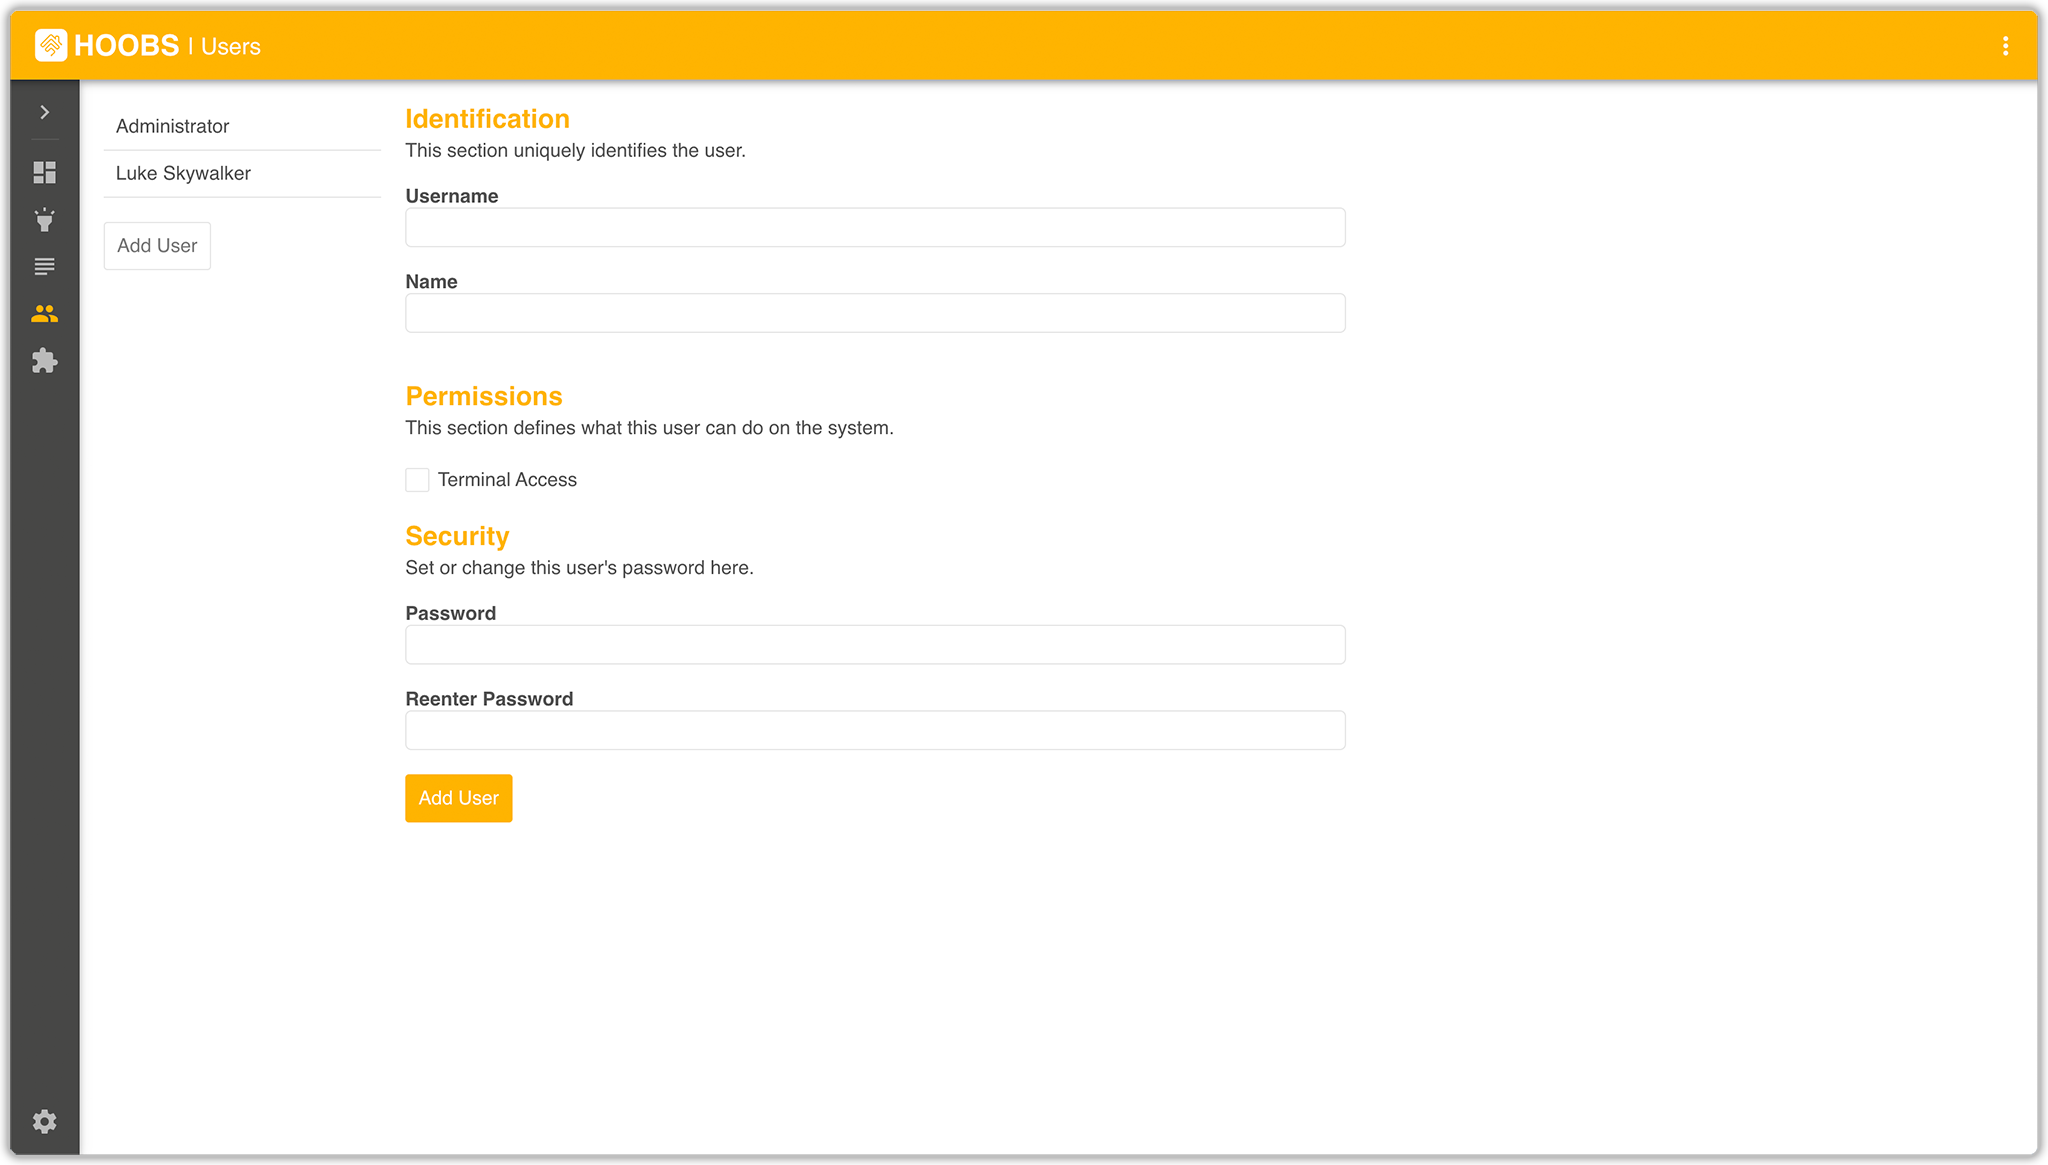 HOOBS | Users
Administrator
Luke Skywalker
Add User
Identification
This section uniquely identifies the user.
Username
Name
Permissions
This section defines what this user can do on the system.
Terminal Access
Security
Set or change this user's password here.
Password
Reenter Password
Add User